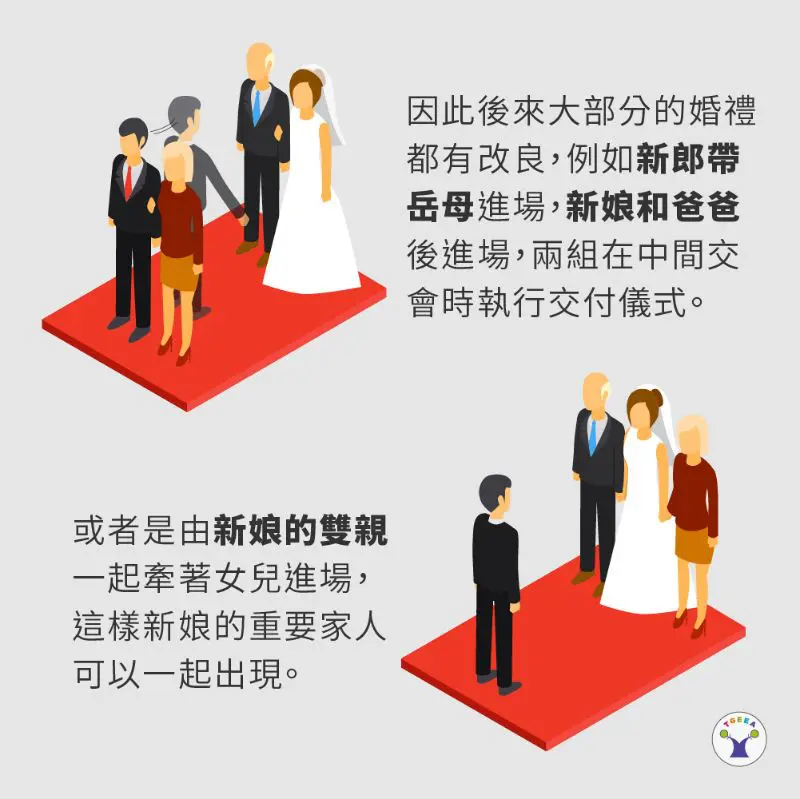 因此後來大部分的婚禮
都有改良，例如新郎帶
岳母進場，新娘和爸爸
後進場，兩組在中間交
會時執行交付儀式。
或者是由新娘的雙親
一起牽著女兒進場，
這樣新娘的重要家人
可以一起出現。
TGEEA